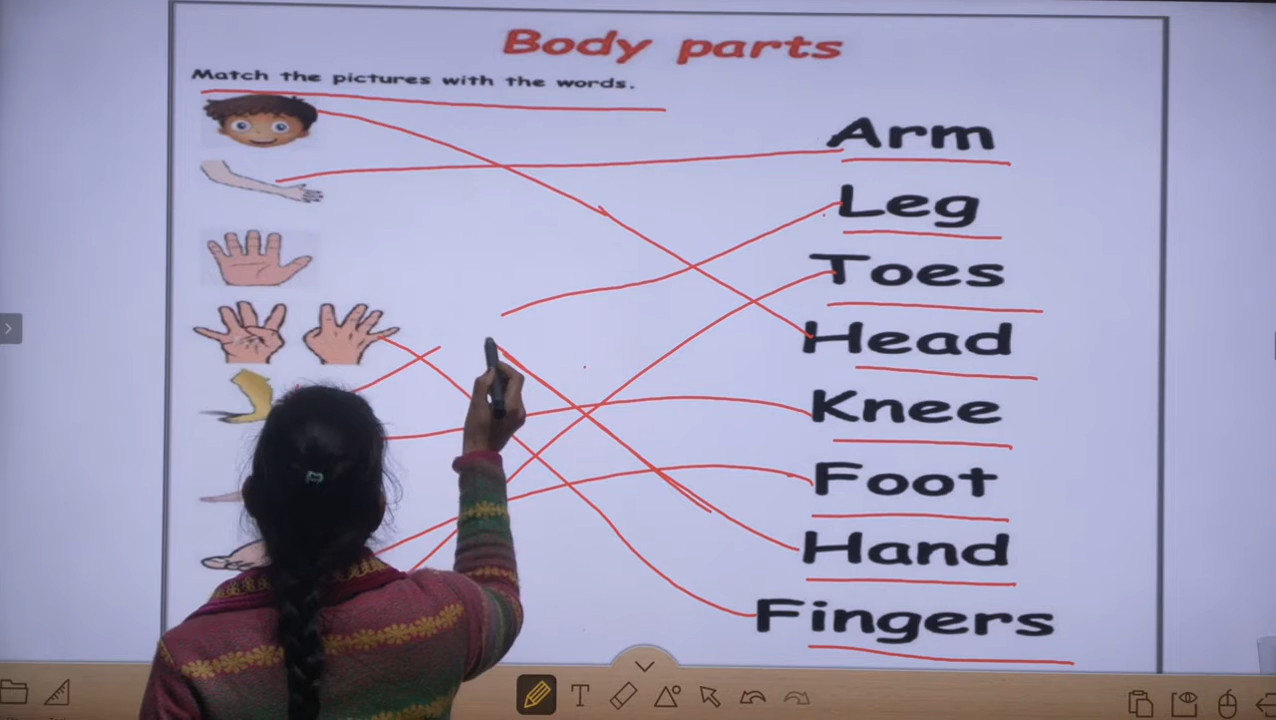 Body parts
Match the pictures with the words.
Arm
Leg
Toes
Head
Knee
Foot
Hand
Fingers
T